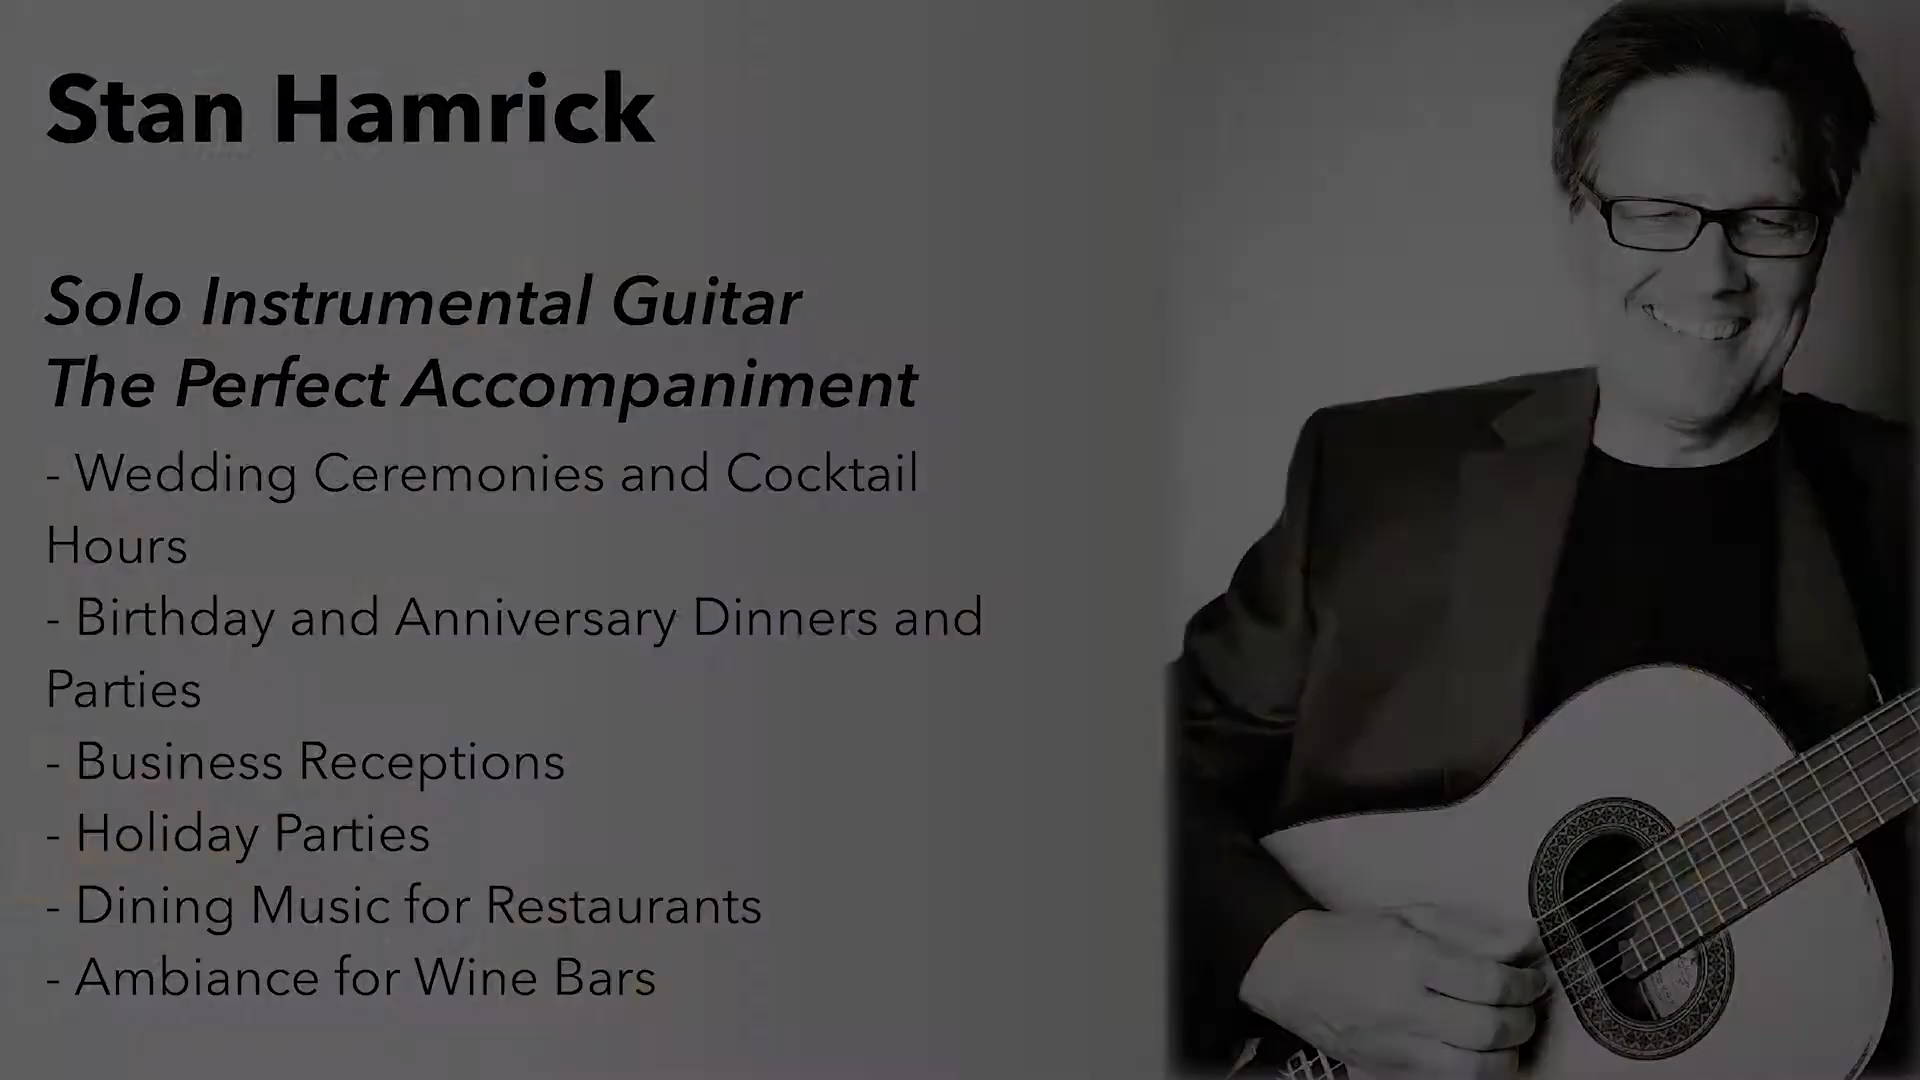 Stan Hamrick
Solo Instrumental Guitar
The Perfect Accompaniment
- Wedding Ceremonies and Cocktail
Hours
- Birthday and Anniversary Dinners and
Parties
- Business Receptions
- Holiday Parties
- Dining Music for Restaurants
- Ambiance for Wine Bars